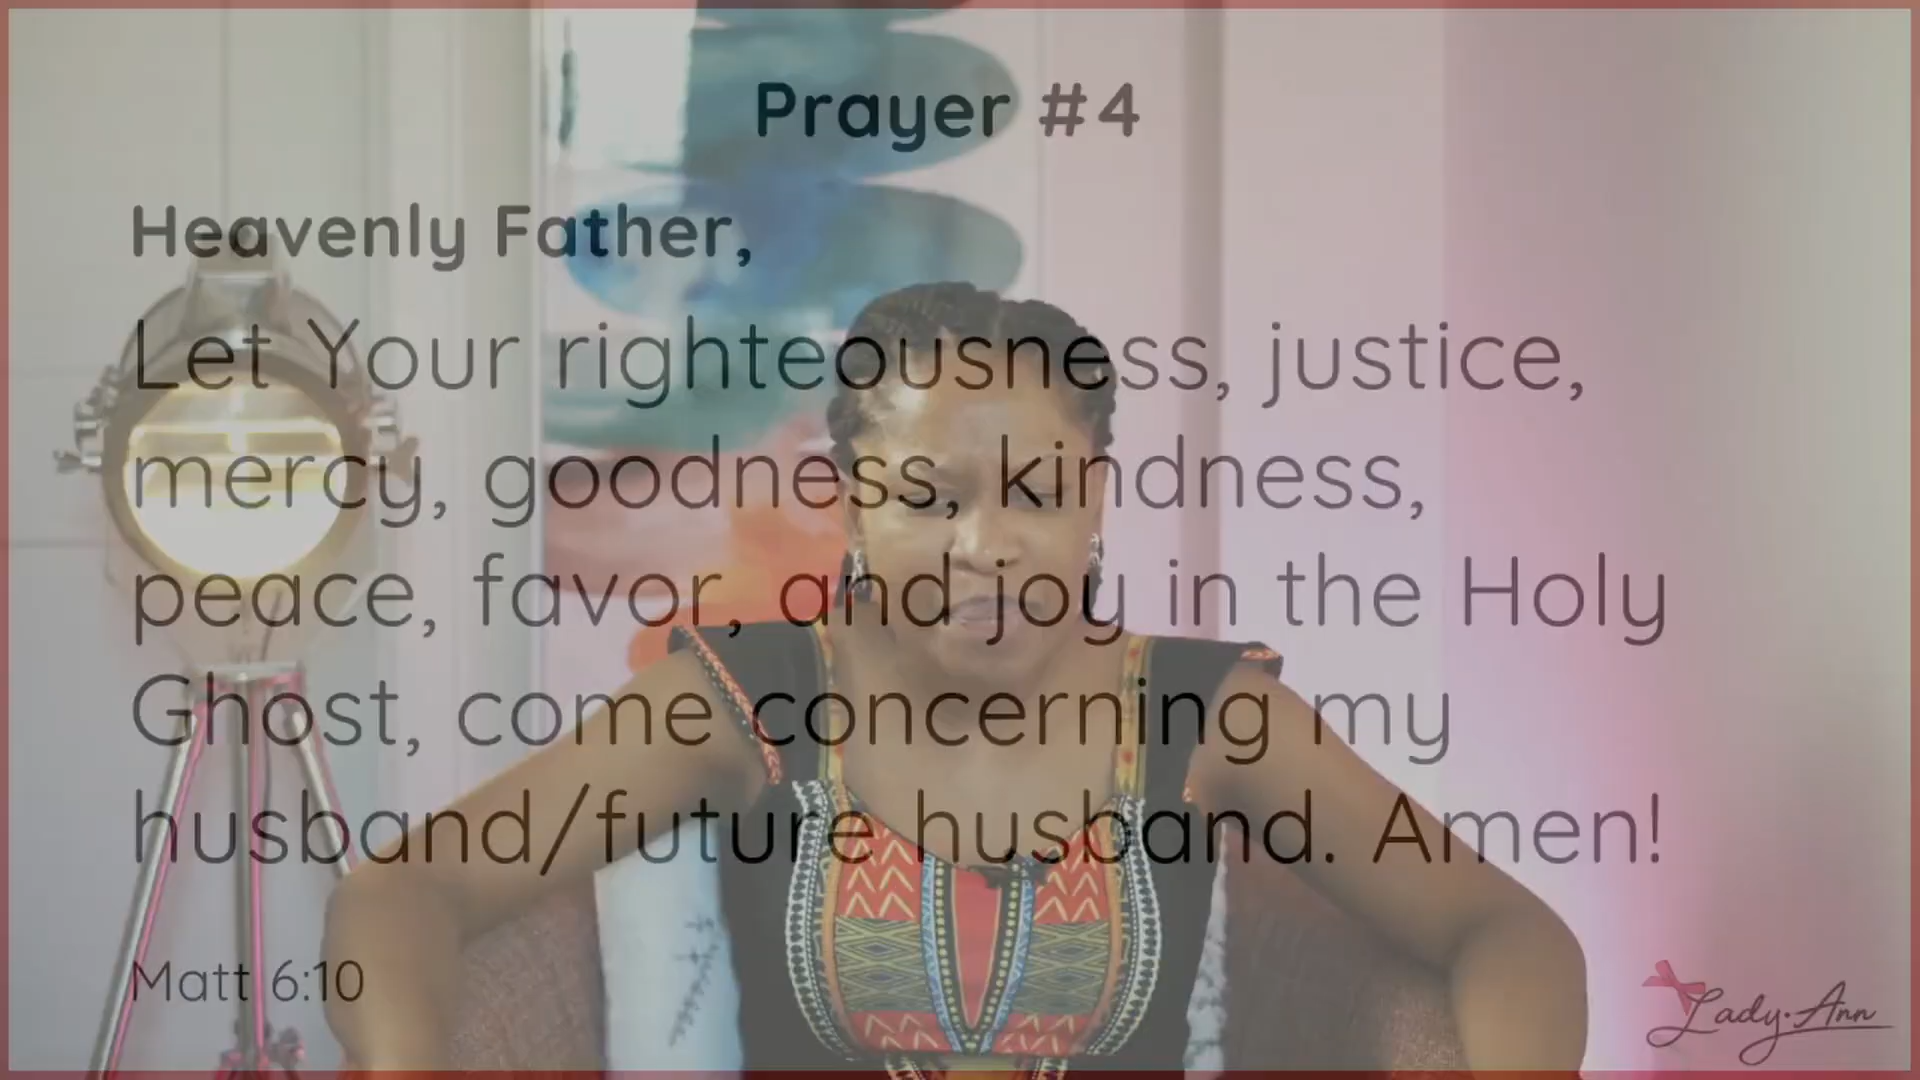 Prayer #4
Heavenly Father,
Let Your righteousness, justice,
mercy, goodness, kindness,
peace, favor, and joy in the Holy
Ghost, come concerning my
husband/future husband. Amen!
Matt 6:10
Lady·Ann